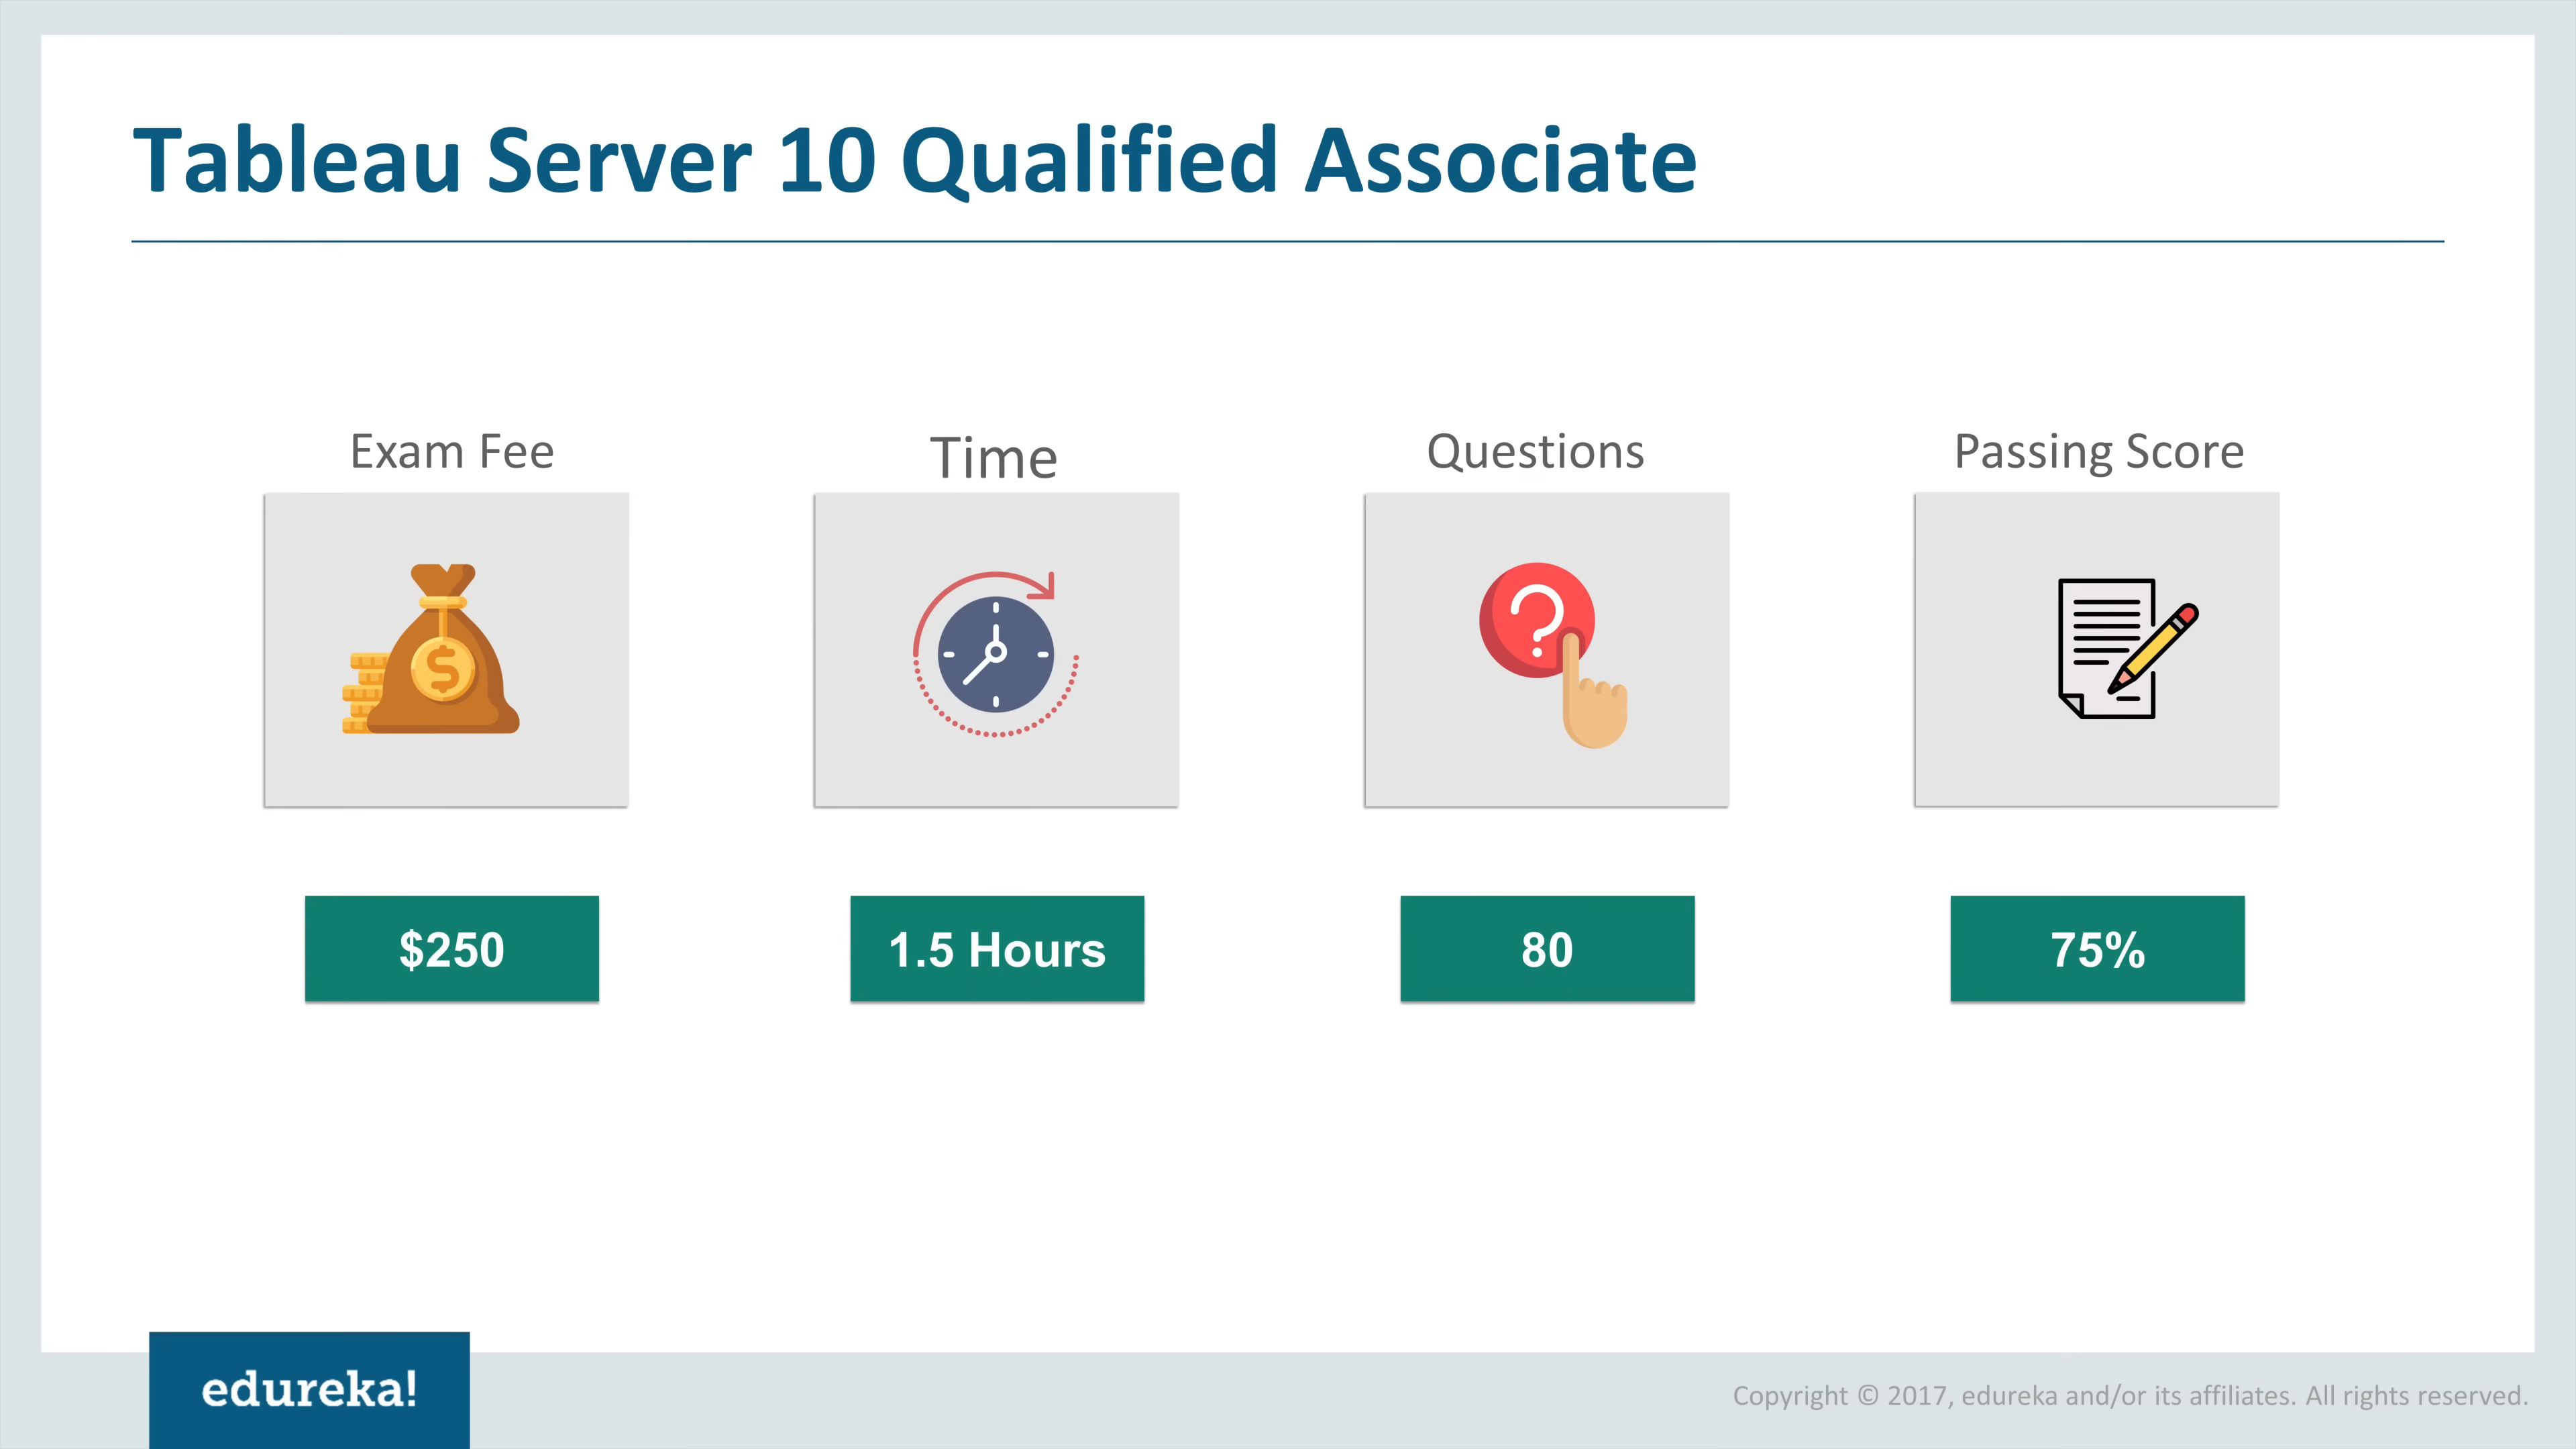 Tableau Server 10 Qualified Associate
Exam Fee
Time
Questions
Passing Score
$
?
$250
1.5 Hours
80
75%
edureka!
Copyright © 2017, edureka and/or its affiliates. All rights reserved.